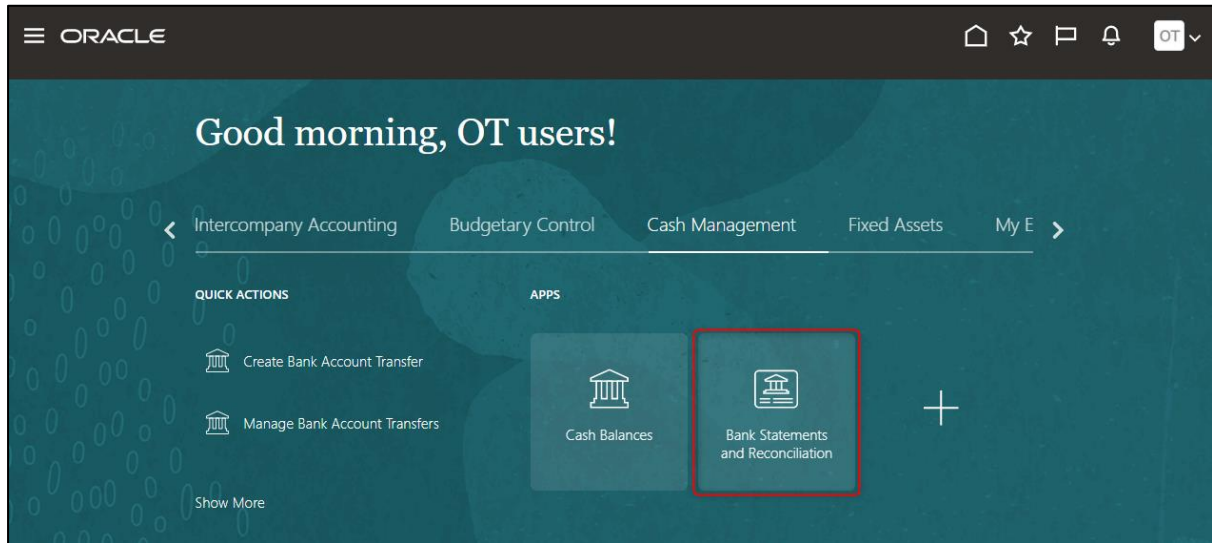 ORACLE
OT
Good morning, OT users!
Intercompany Accounting
Budgetary Control
Cash Management
Fixed Assets
My E
QUICK ACTIONS
APPS
Create Bank Account Transfer
Manage Bank Account Transfers
Show More
Cash Balances
Bank Statements
and Reconciliation